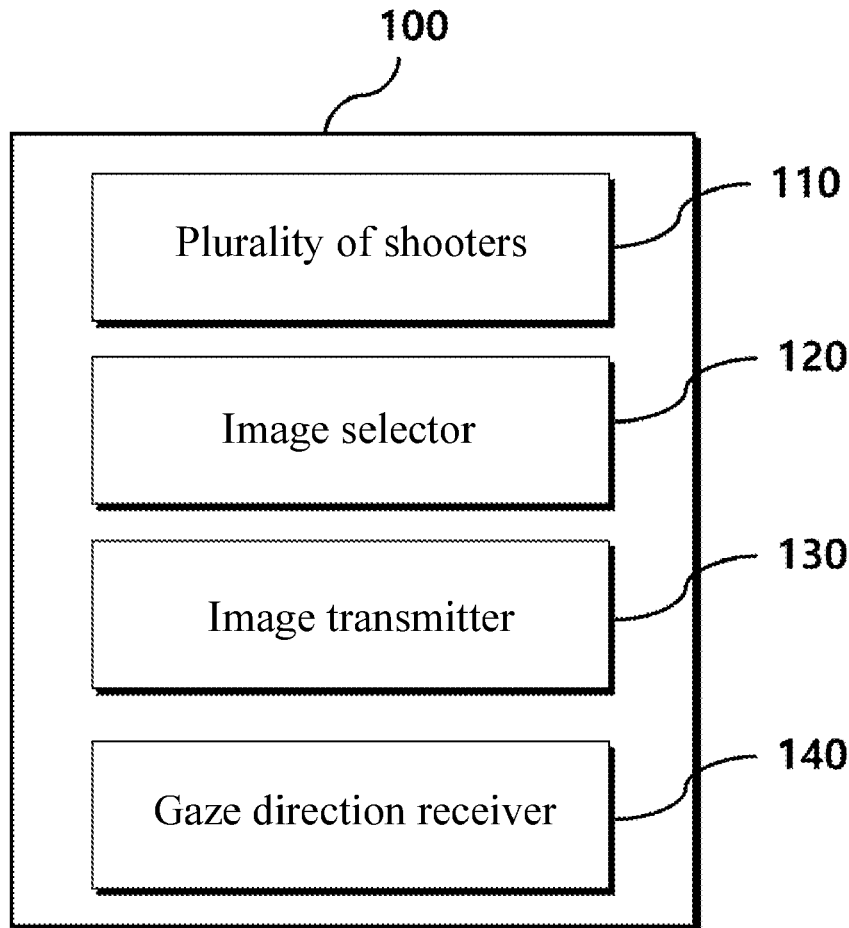 100
Plurality of shooters
110
Image selector
120
Image transmitter
130
Gaze direction receiver
140